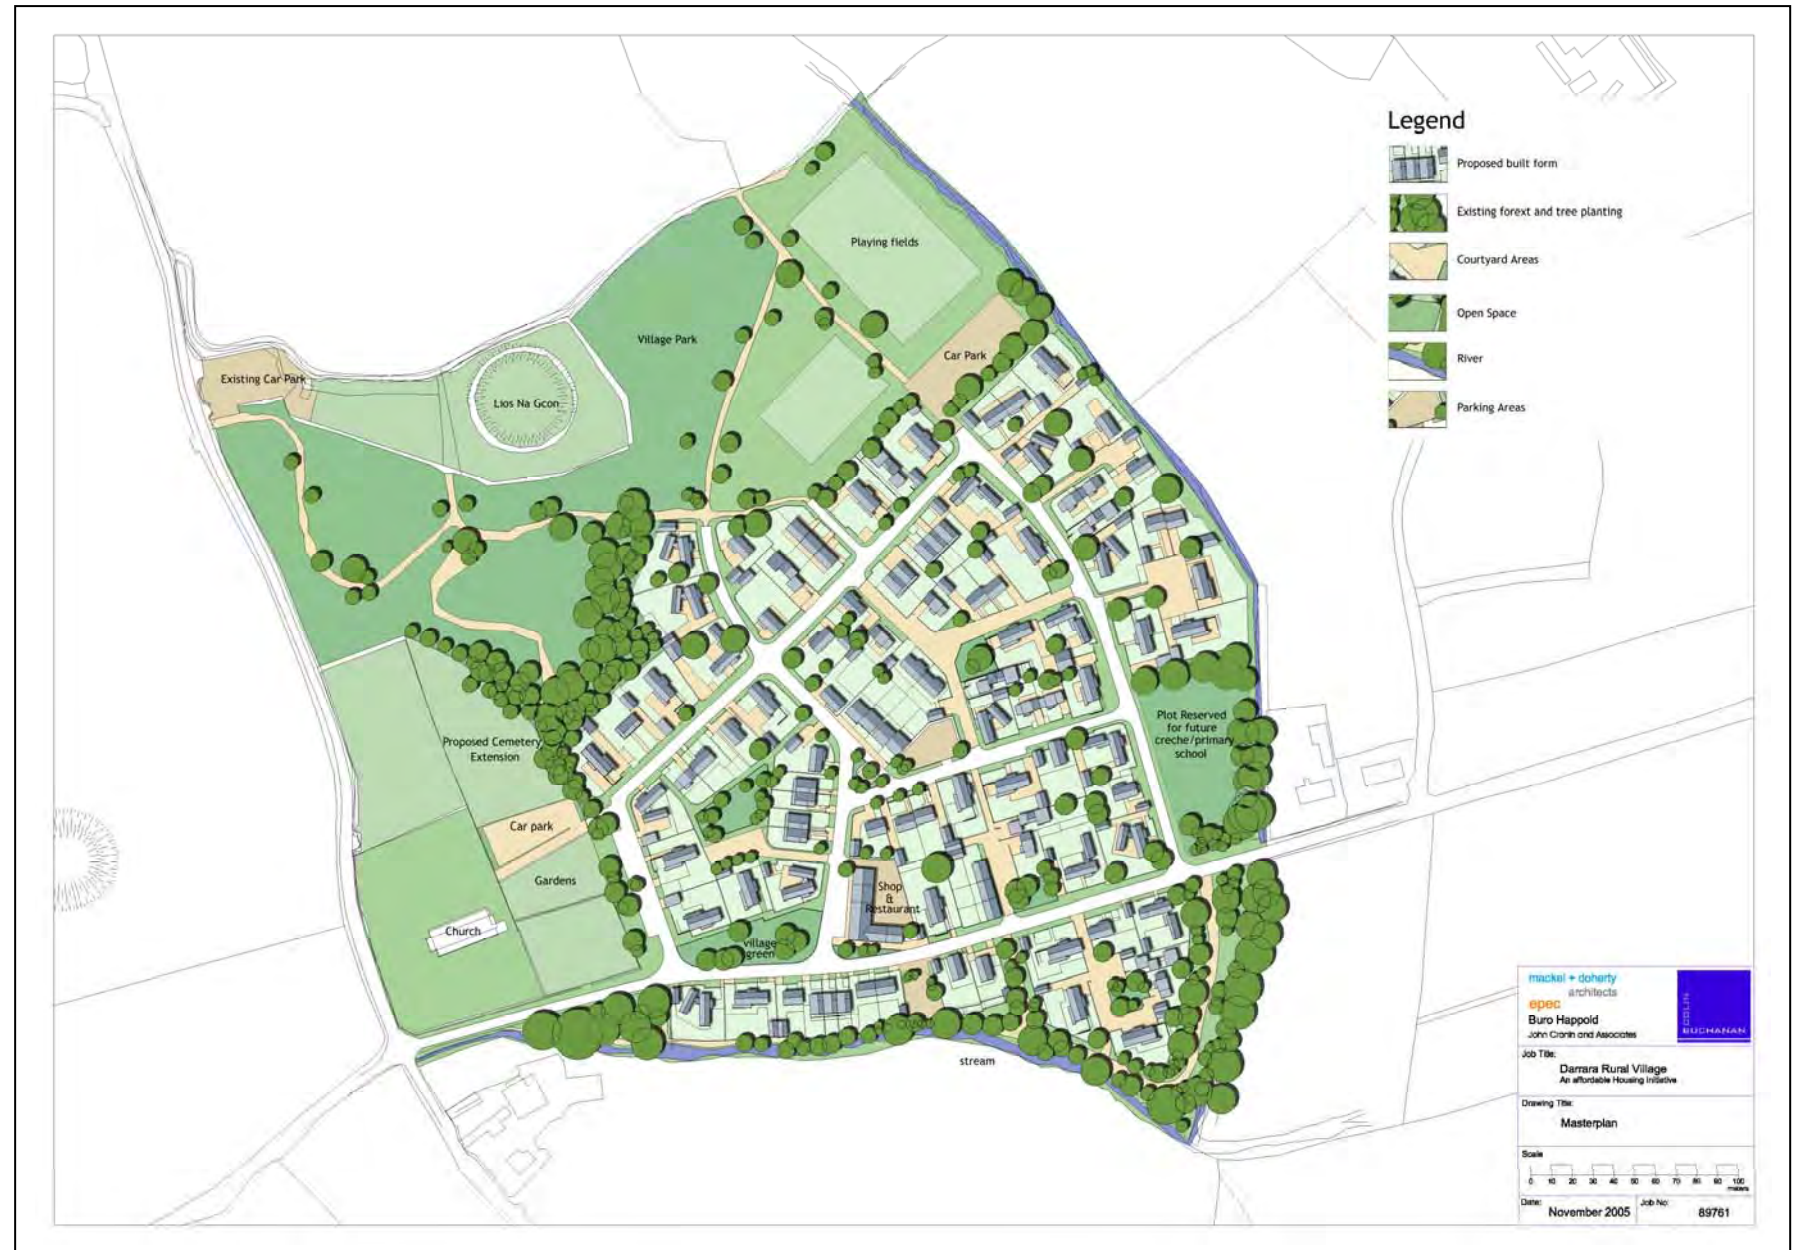 Legend
Proposed built form
Existing forext and tree planting
Courtyard Areas
Open Space
River
Parking Areas
Playing fields
Village Park
Car Park
Existing Car Park
Lios Na Gcon
Plot Reserved
for future
creche/primary
school
Proposed Cemetery
Extension
Car park
Gardens
Shop
&
Restaurant
Church
village
green
stream
mackel + doherty
architects
epec
Buro Happold
John Cronin and Associates
COLIN
BUCHANAN
Job Title:
Darrara Rural Village
An affordable Housing Initiative
Drawing Title:
Masterplan
Scale
0 10 20 30 40 50 60 70 80 90 100
meters
Date:
November 2005
Job No:
89761